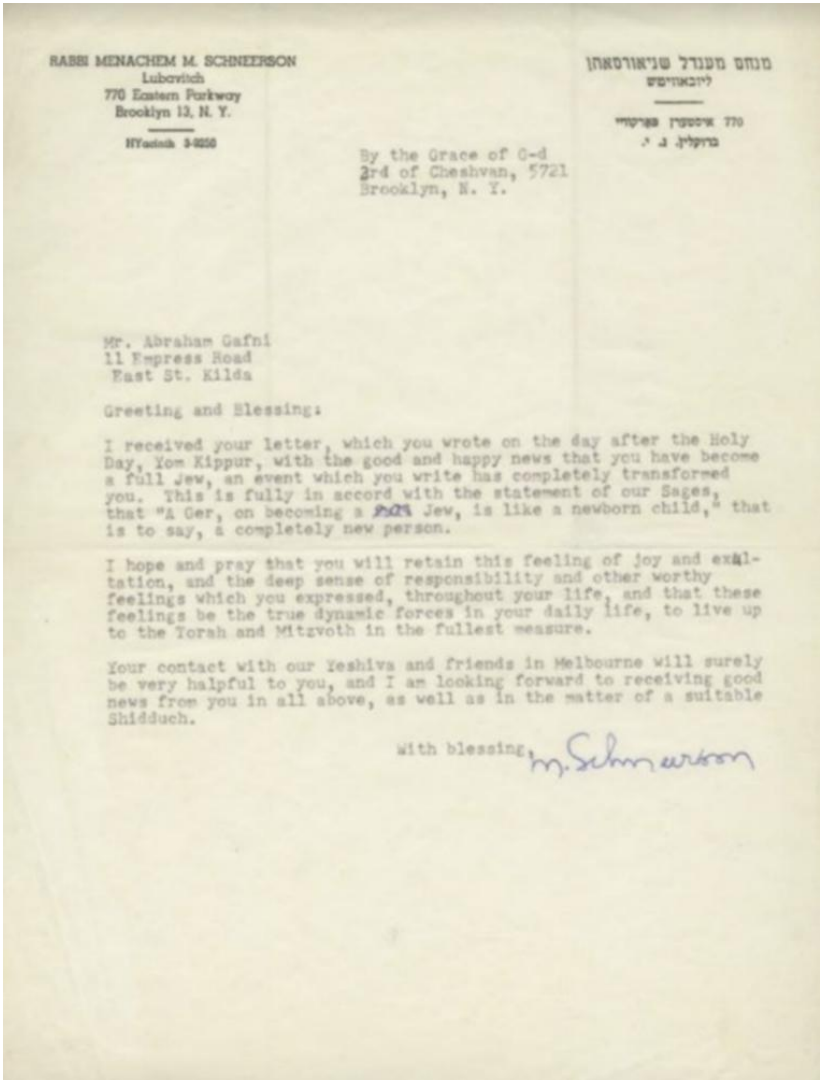 RABBI MENACHEM M. SCHNEERSON
Lubavitch
770 Eastern Parkway
Brooklyn 13, N. Y.
HYacinth 3-9250
מנחם מענדל שניאורסאהן
ליובאוויטש
770 איסטערן פארקוויי
ברוקלין, נ. י.
By the Grace of G-d
3rd of Cheshvan, 5721
Brooklyn, N. Y.
Mr. Abraham Gafni
11 Empress Road
East St. Kilda
Greeting and Blessing:
I received your letter, which you wrote on the day after the Holy
Day, Yom Kippur, with the good and happy news that you have become
a full Jew, an event which you write has completely transformed
you. This is fully in accord with the statement of our Sages,
that "A Ger, on becoming a Jew, is like a newborn child," that
is to say, a completely new person.
I hope and pray that you will retain this feeling of joy and exal-
tation, and the deep sense of responsibility and other worthy
feelings which you expressed, throughout your life, and that these
feelings be the true dynamic forces in your daily life, to live up
to the Torah and Mitzvoth in the fullest measure.
Your contact with our Yeshiva and friends in Melbourne will surely
be very halpful to you, and I am looking forward to receiving good
news from you in all above, as well as in the matter of a suitable
Shidduch.
With blessing, M. Schneerson